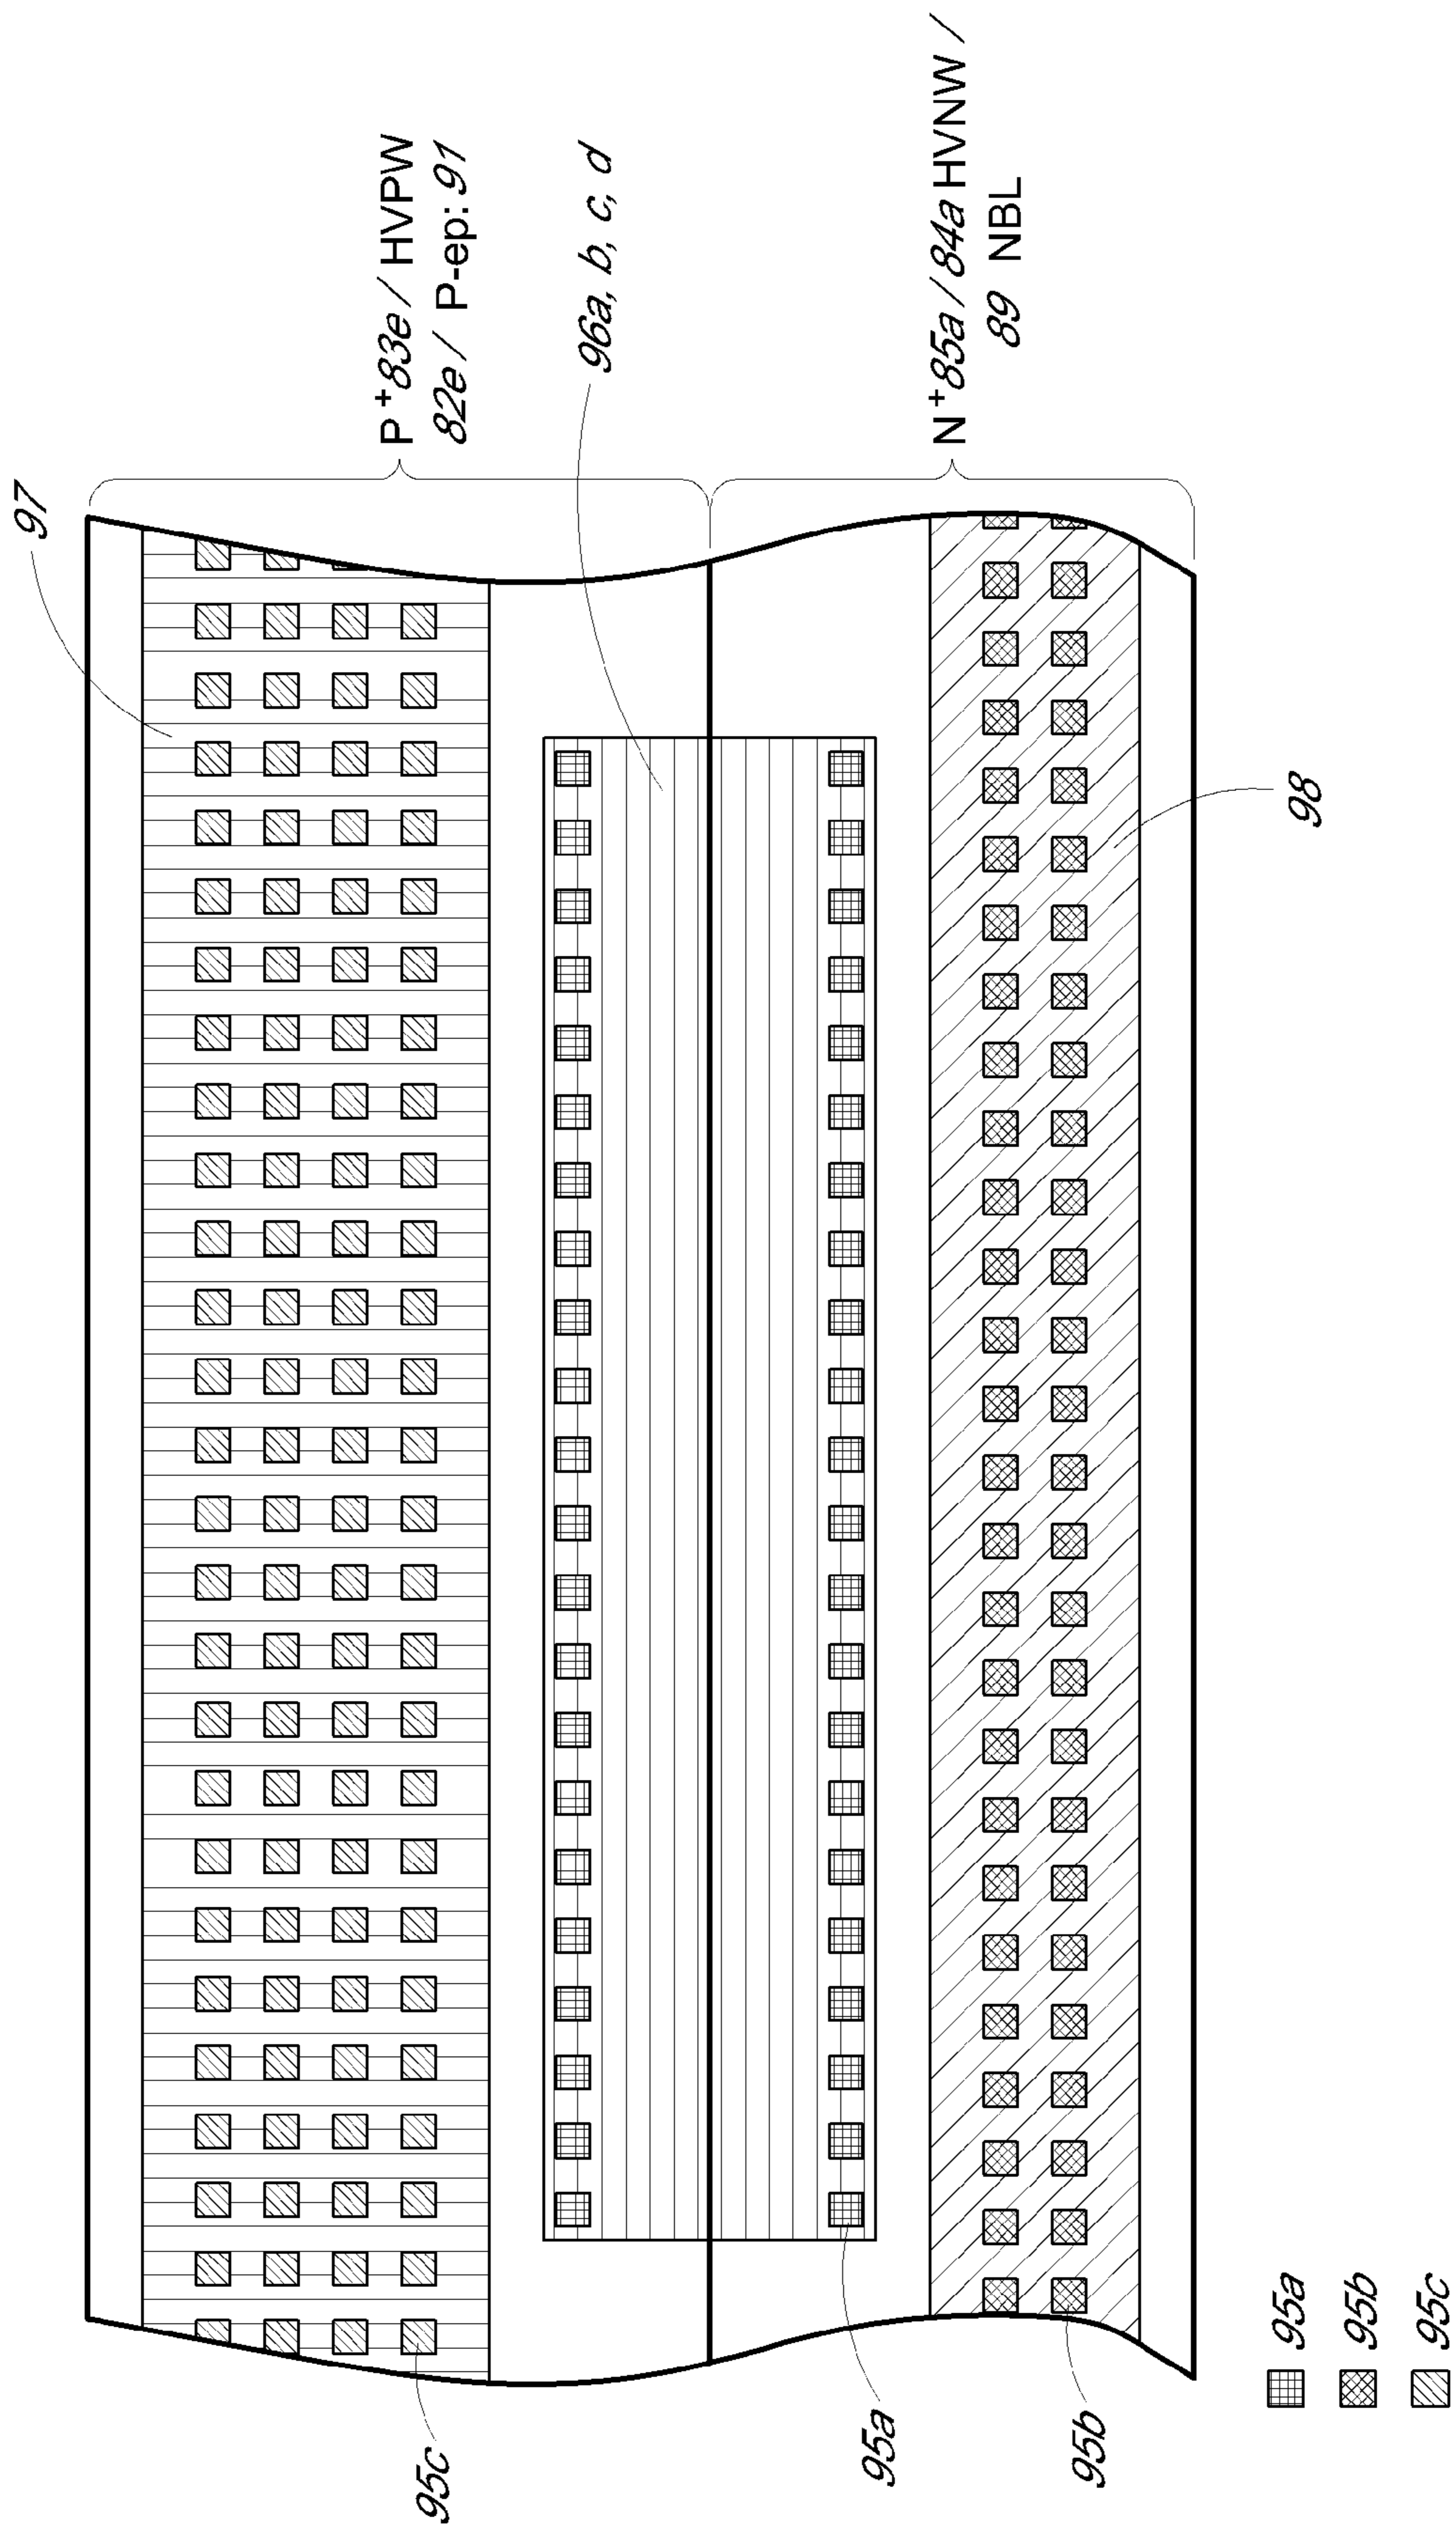 97
P+83e / HVPW
82e / P-ep: 91
96a, b, c, d
N+85a / 84a HVNW /
89 NBL
98
95c
95a
95b
95a
95b
95c